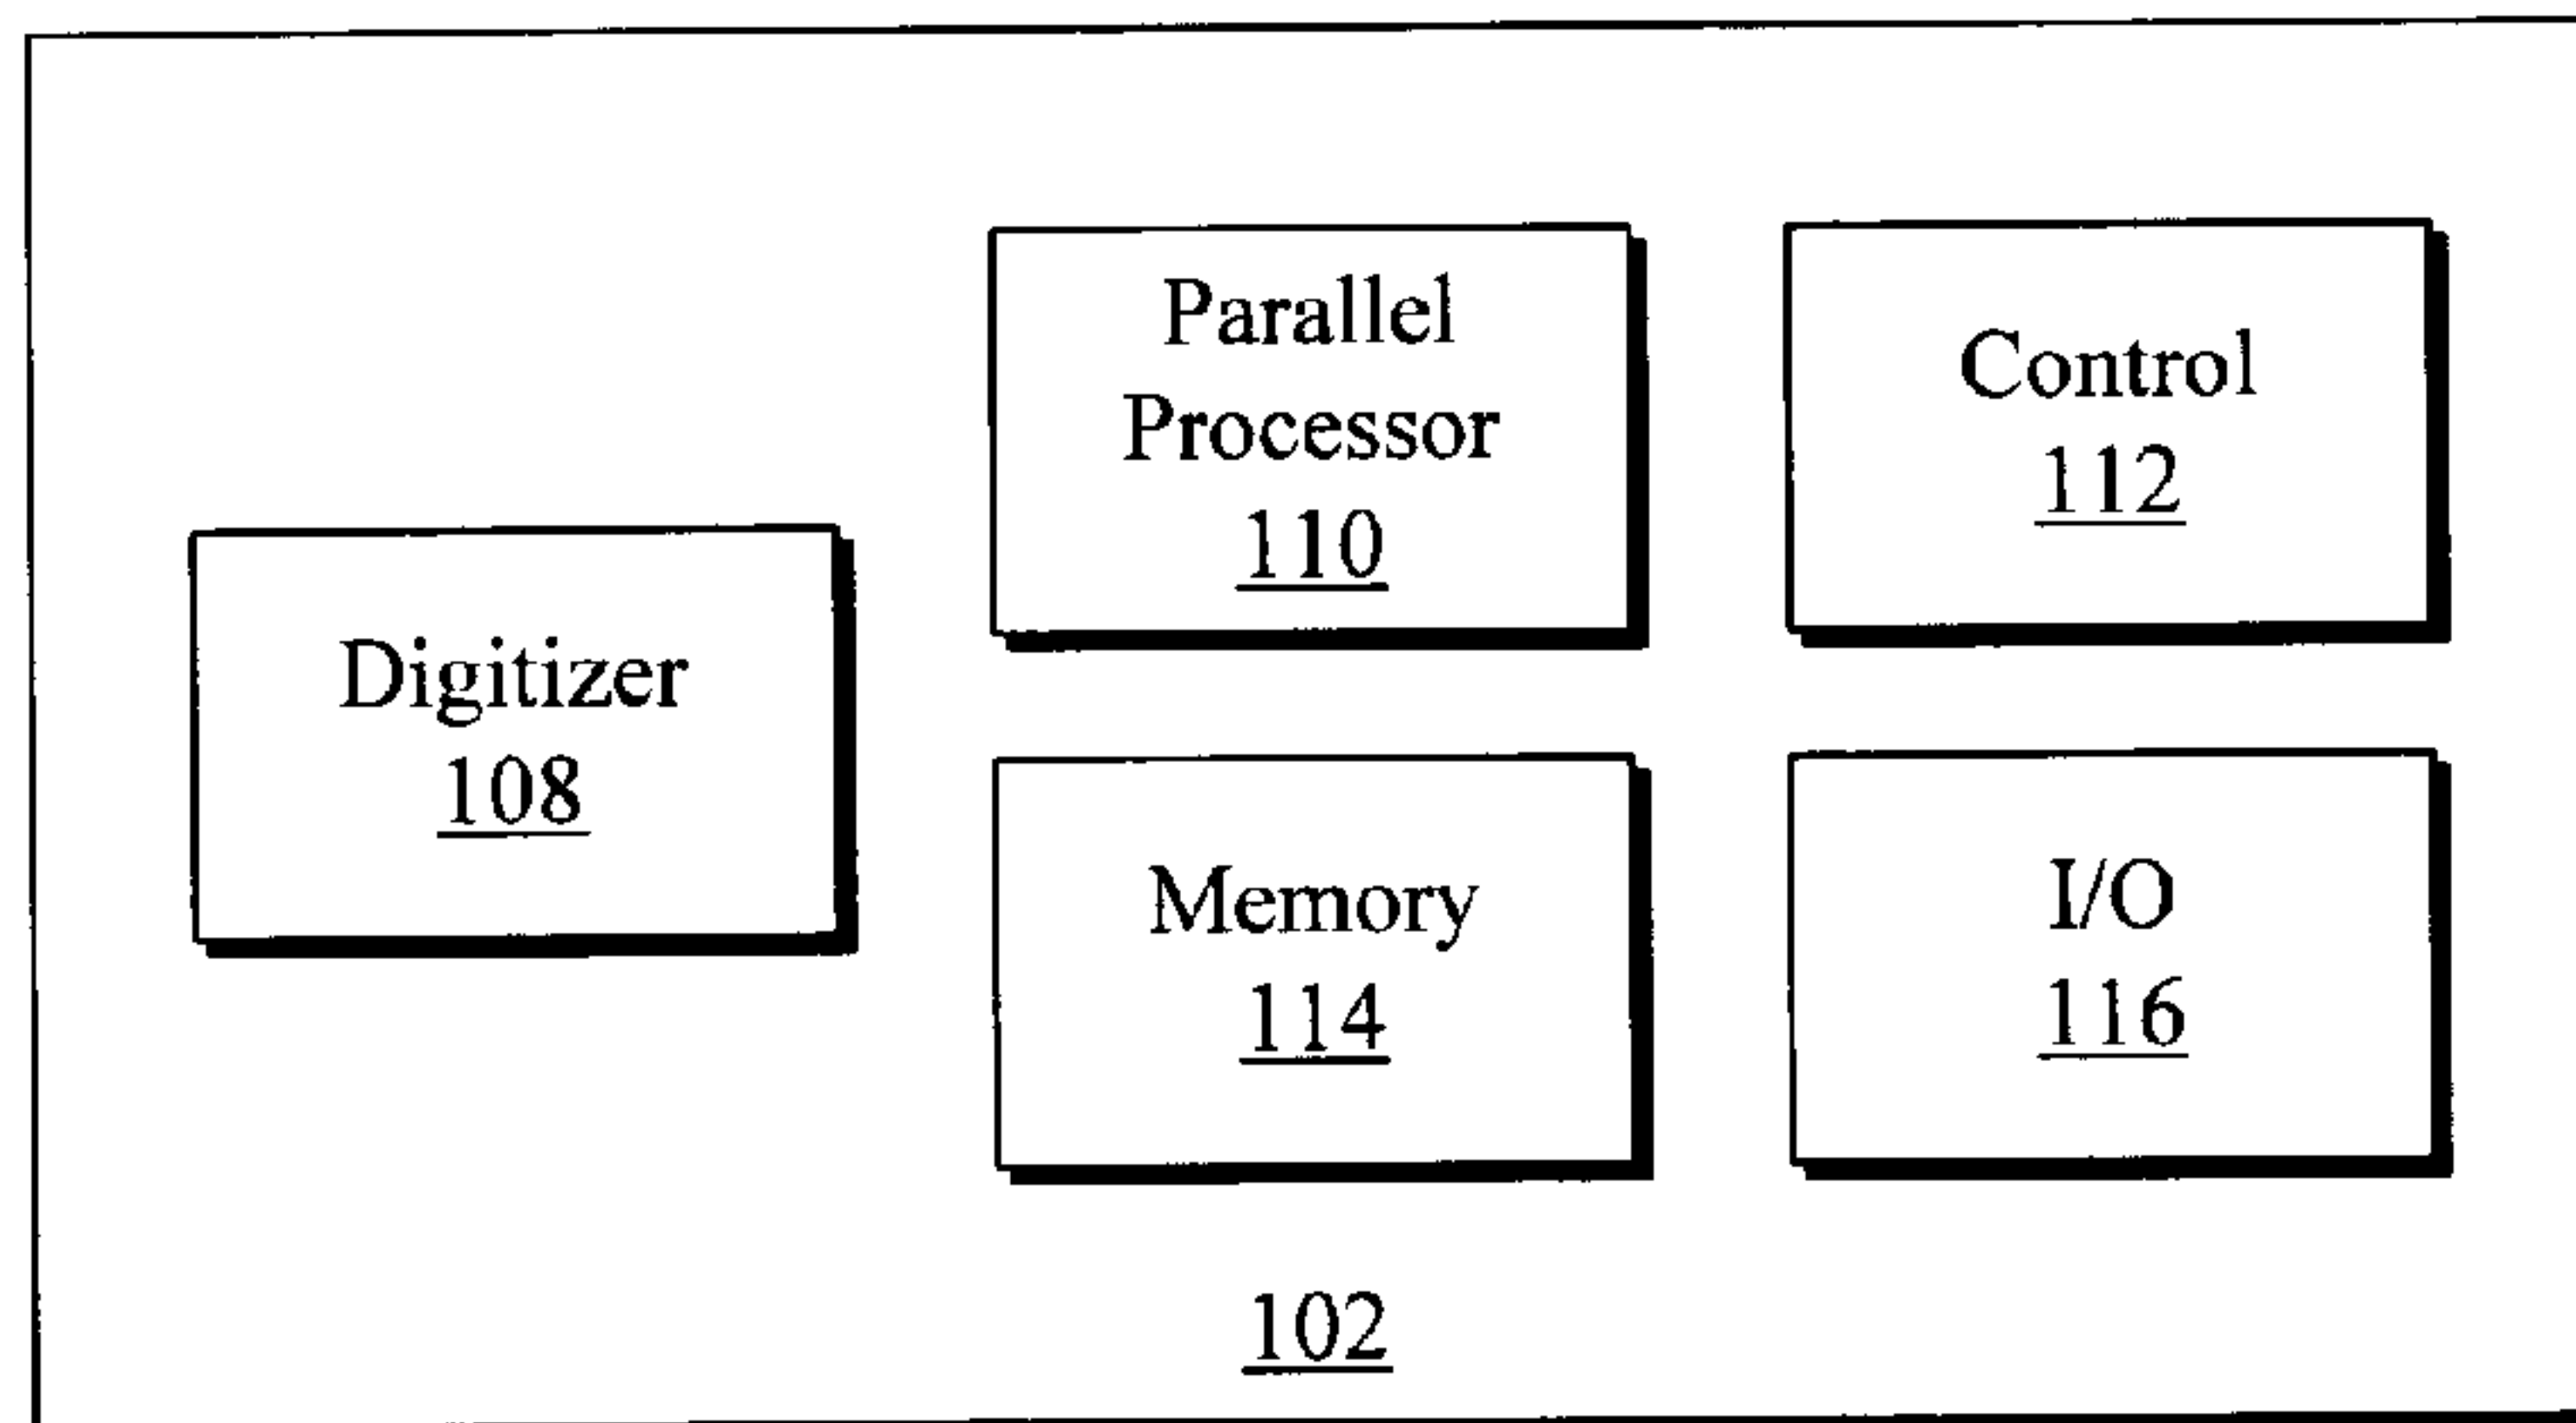 Parallel
Processor
110
Control
112
Digitizer
108
Memory
114
I/O
116
102